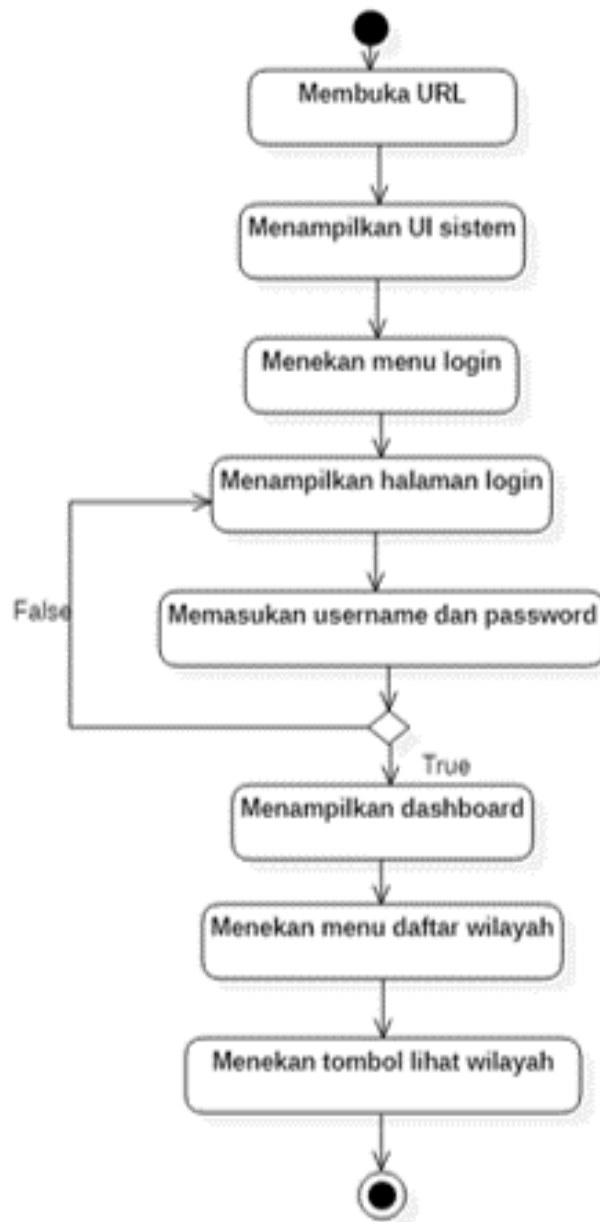 Membuka URL
Menampilkan UI sistem
Menekan menu login
Menampilkan halaman login
False
Memasukan username dan password
True
Menampilkan dashboard
Menekan menu daftar wilayah
Menekan tombol lihat wilayah